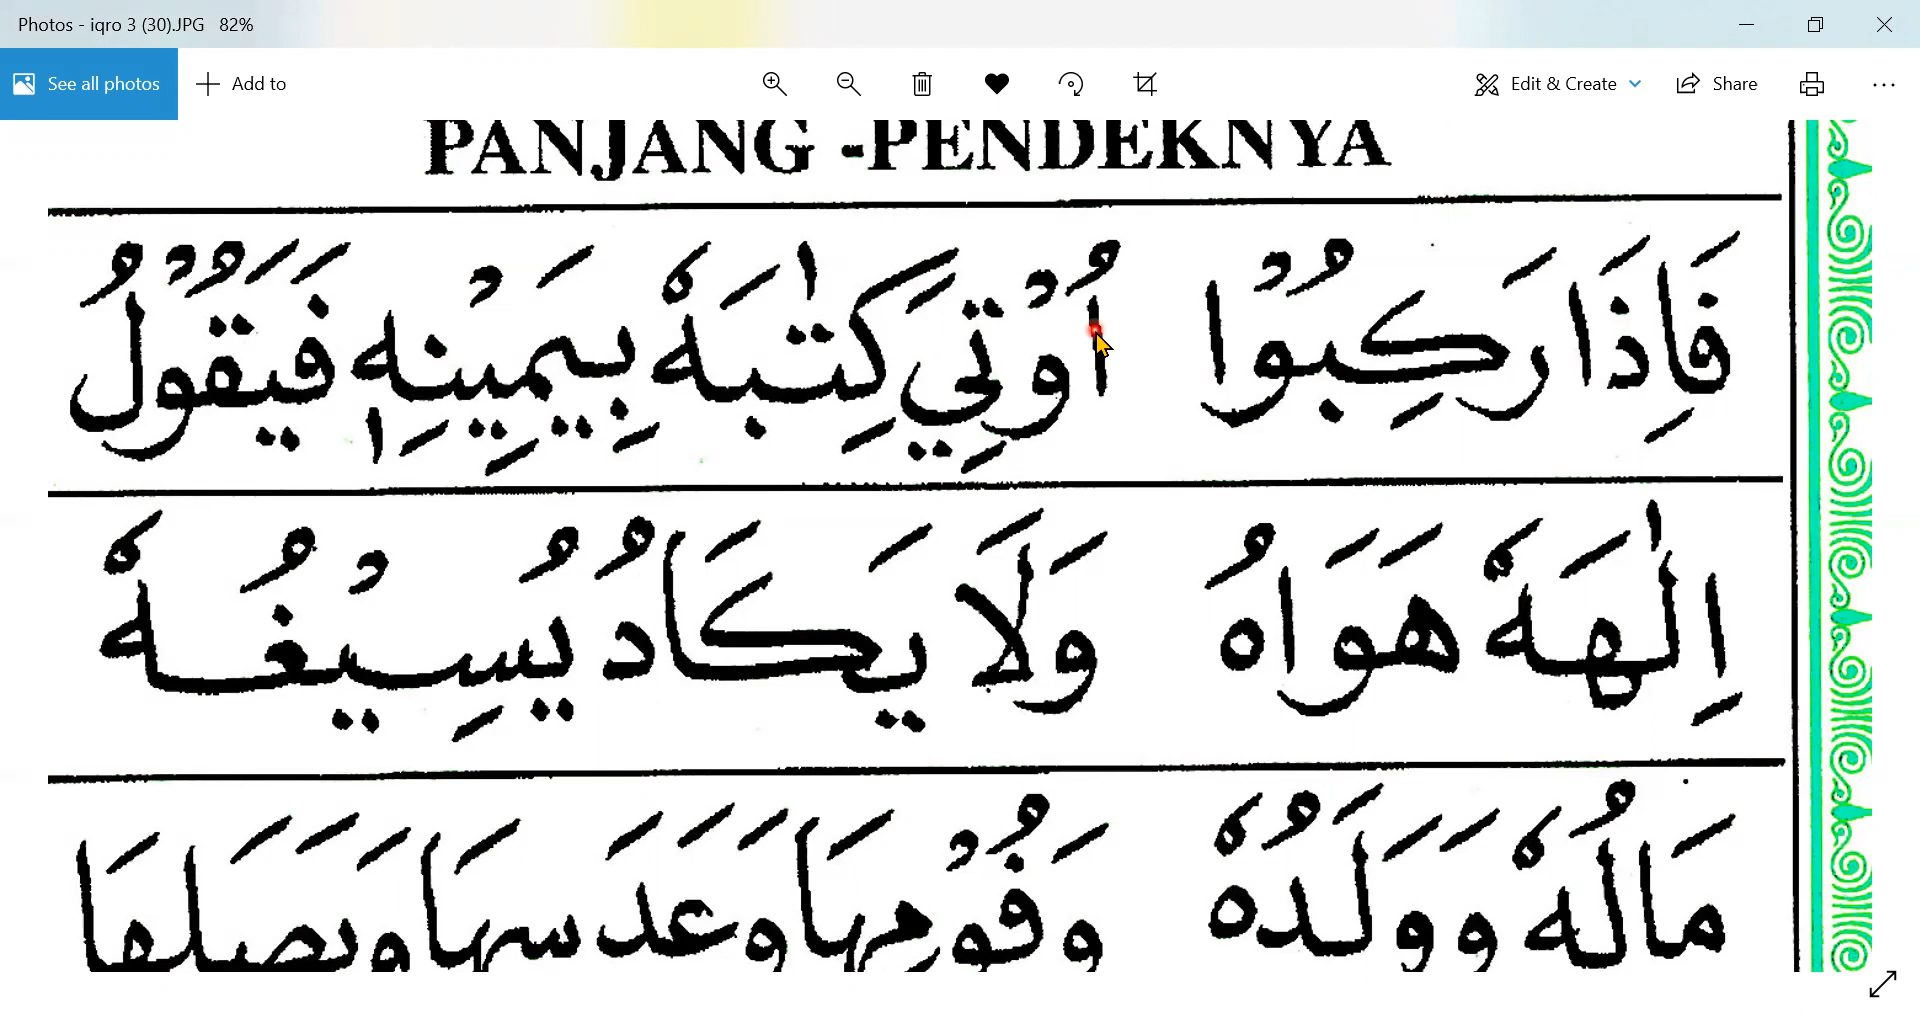 Photos - iqro 3 (30).JPG 82%
See all photos
Add to
Edit & Create
Share
PANJANG -PENDEKNYA
فَاِذَا رَكِبُوْا اُوْتِيَ كِتٰبَهٗ بِيَمِيْنِهٖ فَيَقُوْلُ
اِلٰهَهٗ هَوَاهُ وَلَا يَكَادُ يُسِيْغُهٗ
مَالُهٗ وَوَلَدُهٗ وَفُوْمِهَا وَعَدَسِهَا وَبَصَلِهَا